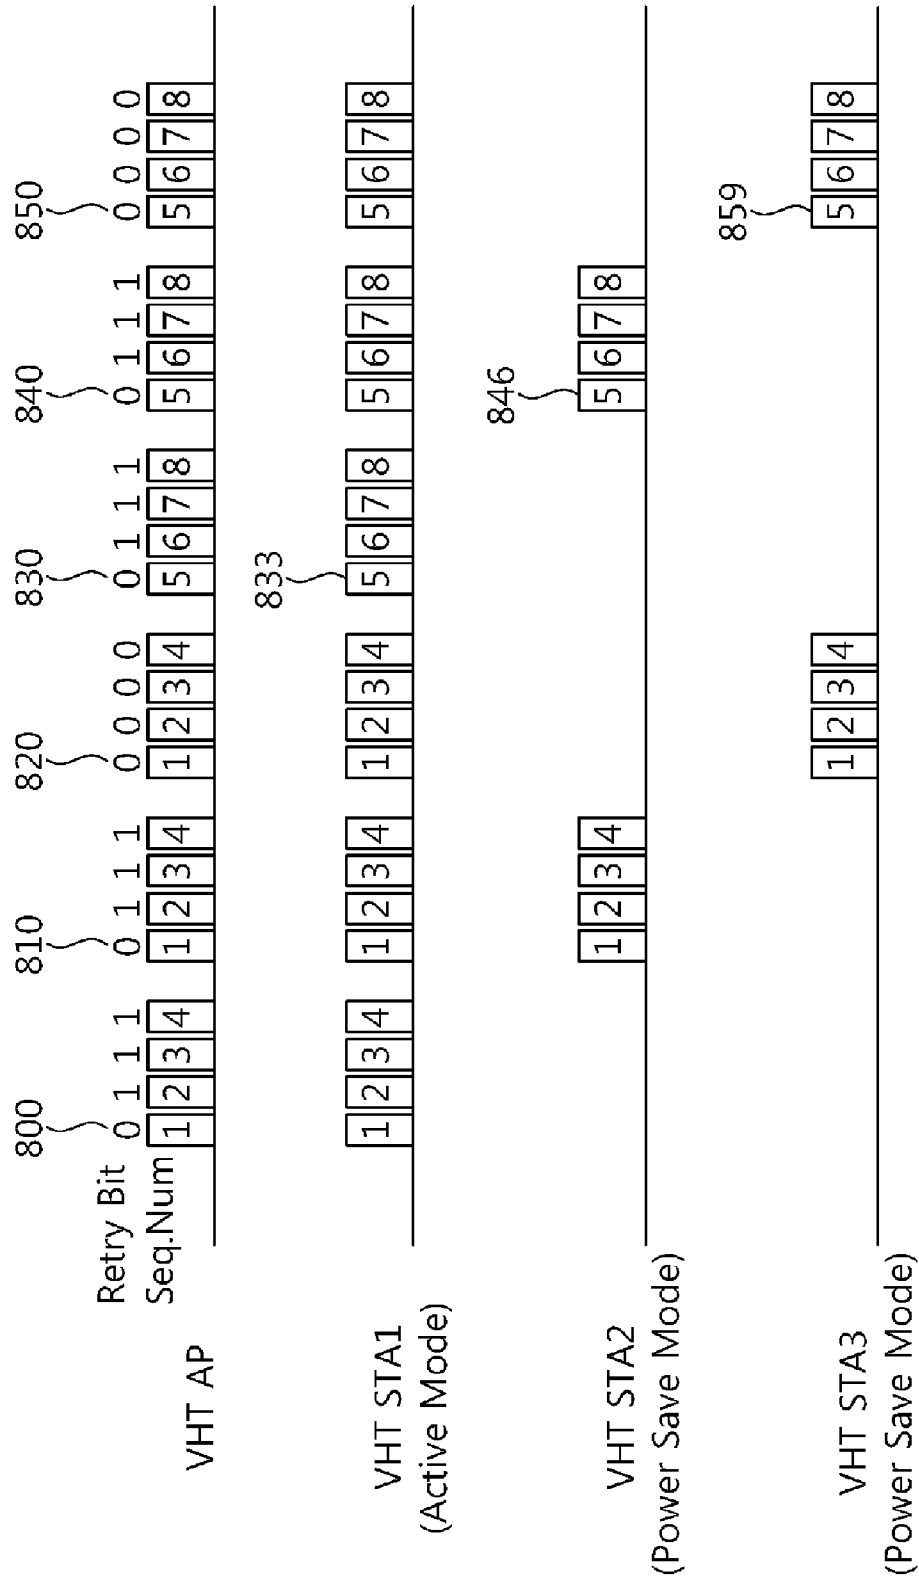 800 810 820 830 840 850
Retry Bit 0 1 1 1 0 1 1 1 0 0 0 0 0 1 1 1 0 1 1 1 0 0 0 0
Seq.Num 1 2 3 4 1 2 3 4 1 2 3 4 5 6 7 8 5 6 7 8 5 6 7 8
VHT AP
833
1 2 3 4 1 2 3 4 1 2 3 4 5 6 7 8 5 6 7 8 5 6 7 8
VHT STA1
(Active Mode)
846
1 2 3 4 5 6 7 8
VHT STA2
(Power Save Mode)
859
1 2 3 4 5 6 7 8
VHT STA3
(Power Save Mode)